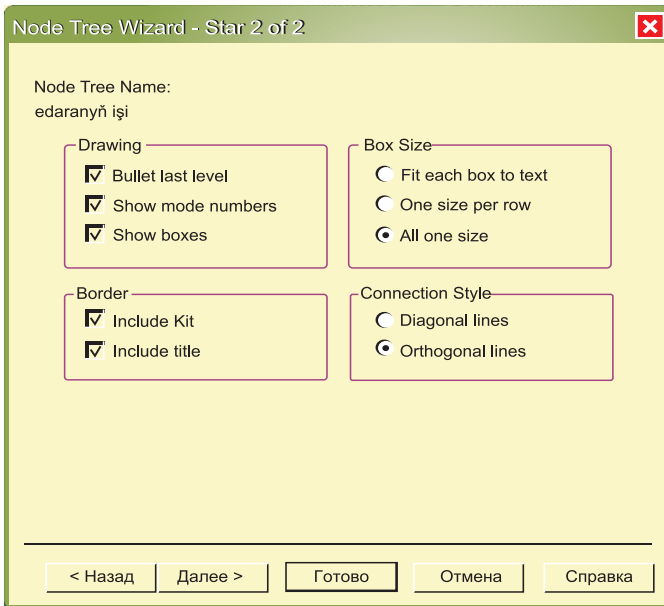 Node Tree Wizard - Star 2 of 2
Node Tree Name:
edaranyň işi
Drawing
Bullet last level
Show mode numbers
Show boxes
Box Size
Fit each box to text
One size per row
All one size
Border
Include Kit
Include title
Connection Style
Diagonal lines
Orthogonal lines
< Назад
Далее >
Готово
Отмена
Справка